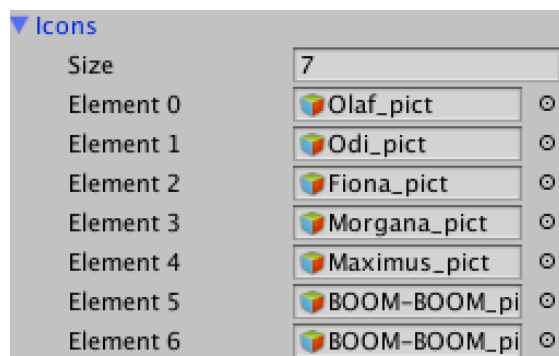 Icons
Size 7
Element 0 Olaf_pict
Element 1 Odi_pict
Element 2 Fiona_pict
Element 3 Morgana_pict
Element 4 Maximus_pict
Element 5 BOOM-BOOM_pi
Element 6 BOOM-BOOM_pi